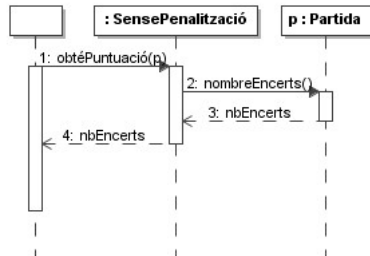 : SensePenalització
p : Partida
1: obtéPuntuació(p)
2: nombreEncerts()
3: nbEncerts
4: nbEncerts